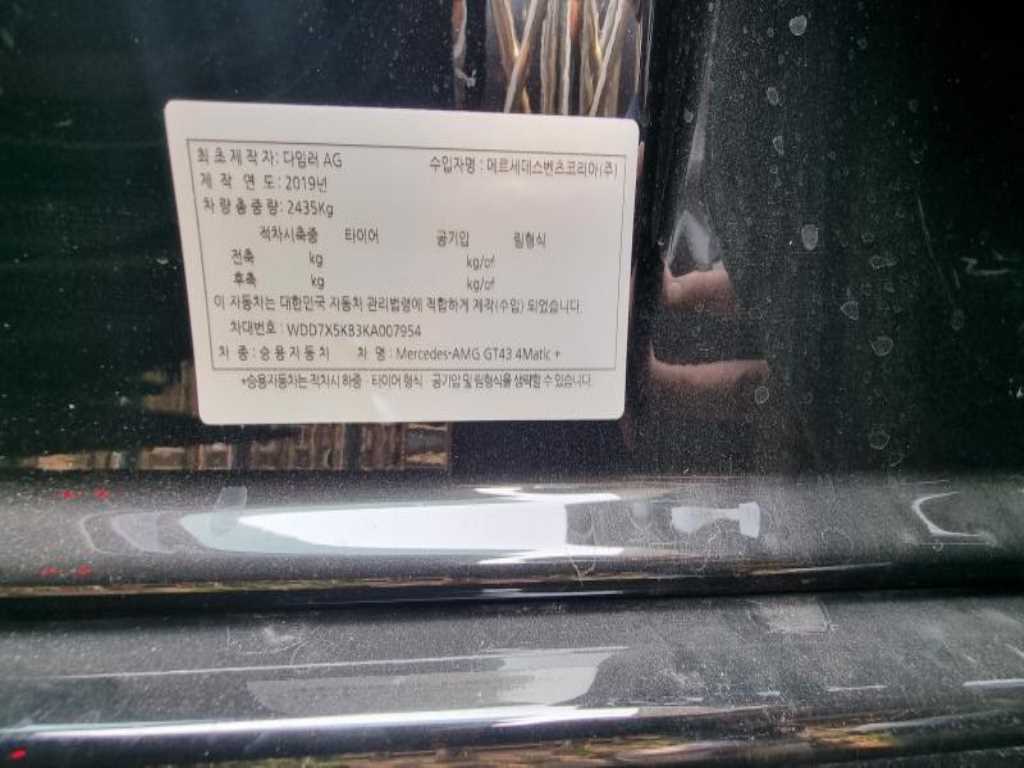 최초제작자: 다임러 AG 수입자명 : 메르세데스벤츠코리아(주)
제 작 연 도: 2019년
차량총중량: 2435Kg
적차시축중 타이어 공기압 림형식
전축 kg kg/㎠
후축 kg kg/㎠
이 자동차는 대한민국 자동차 관리법령에 적합하게 제작(수입) 되었습니다.
차대번호 : WDD7X5KB3KA007954
차 종 : 승용자동차 차 명 : Mercedes-AMG GT43 4Matic +
*승용자동차는 적차시 하중 · 타이어 형식 · 공기압 및 림형식을 생략할 수 있습니다.